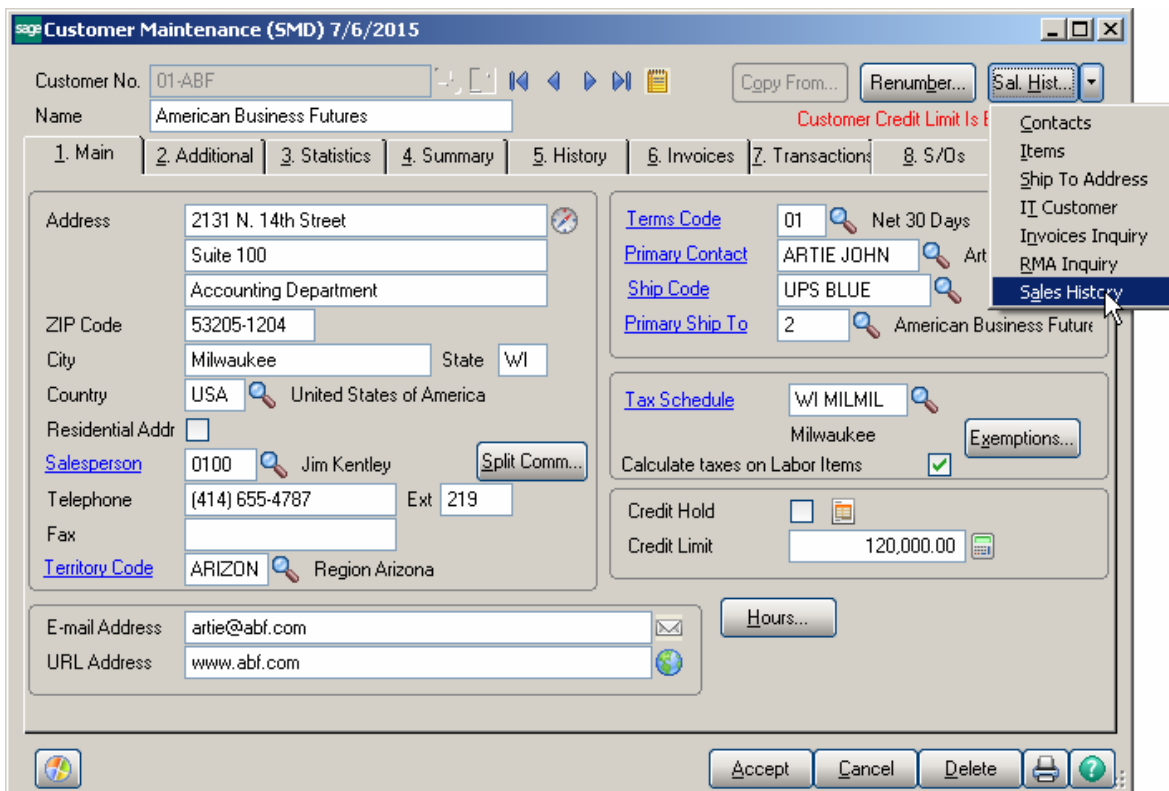 sage Customer Maintenance (SMD) 7/6/2015
Customer No. 01-ABF Copy From... Renumber... Sal. Hist...
Name American Business Futures Customer Credit Limit Is
1. Main 2. Additional 3. Statistics 4. Summary 5. History 6. Invoices 7. Transactions 8. S/Os
Contacts
Items
Ship To Address
IT Customer
Invoices Inquiry
RMA Inquiry
Sales History
Address 2131 N. 14th Street
Suite 100
Accounting Department
ZIP Code 53205-1204
City Milwaukee State WI
Country USA United States of America
Residential Addr
Salesperson 0100 Jim Kentley Split Comm...
Telephone (414) 655-4787 Ext 219
Fax
Territory Code ARIZON Region Arizona
Terms Code 01 Net 30 Days
Primary Contact ARTIE JOHN Art
Ship Code UPS BLUE
Primary Ship To 2 American Business Future
Tax Schedule WI MILMIL
Milwaukee Exemptions...
Calculate taxes on Labor Items
Credit Hold
Credit Limit 120,000.00
E-mail Address artie@abf.com
URL Address www.abf.com
Hours...
Accept Cancel Delete